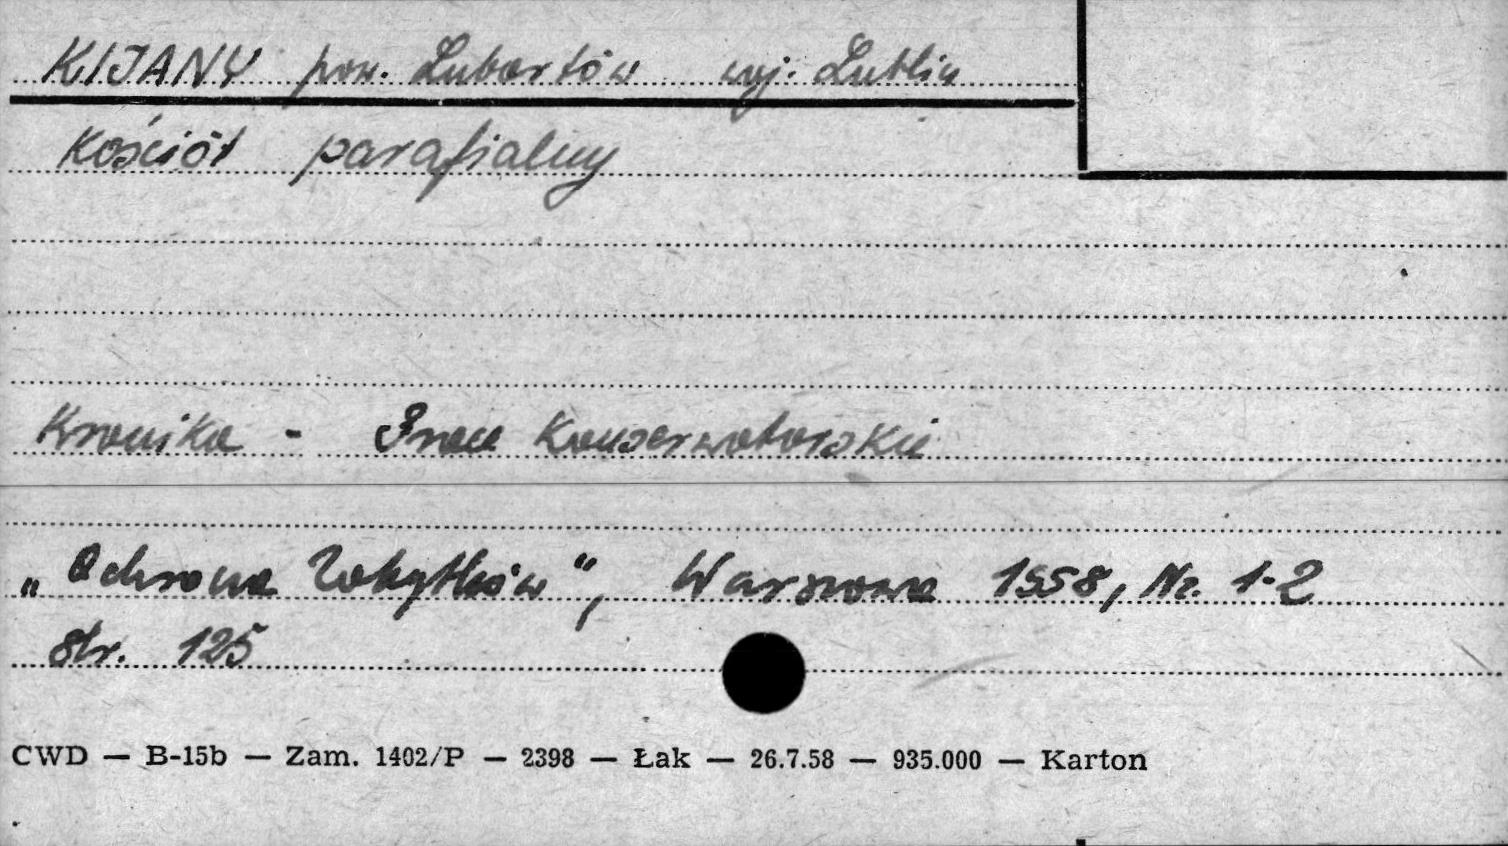 KIJANY pow. Lubartów woj. Lublin
Kościół parafialny
Kronika - Prace Konserwatorskie
„Ochrona Zabytków", Warszawa 1958, Nr. 1-2
str. 125
CWD — B-15b — Zam. 1402/P — 2398 — Łak — 26.7.58 — 935.000 — Karton